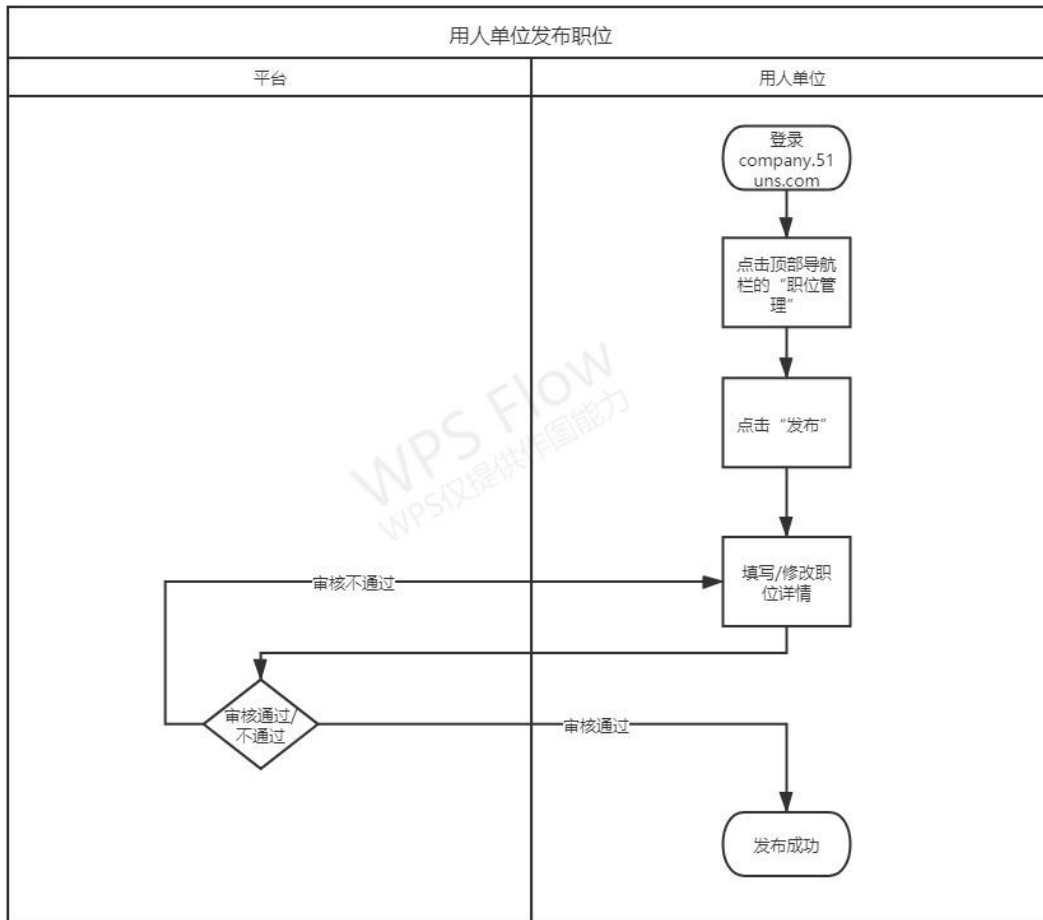 用人单位发布职位
平台
用人单位
登录
company.51
uns.com
点击顶部导航
栏的“职位管
理”
点击“发布”
WPS Flow
WPS仅提供作图能力
填写/修改职
位详情
审核不通过
审核通过/
不通过
审核通过
发布成功